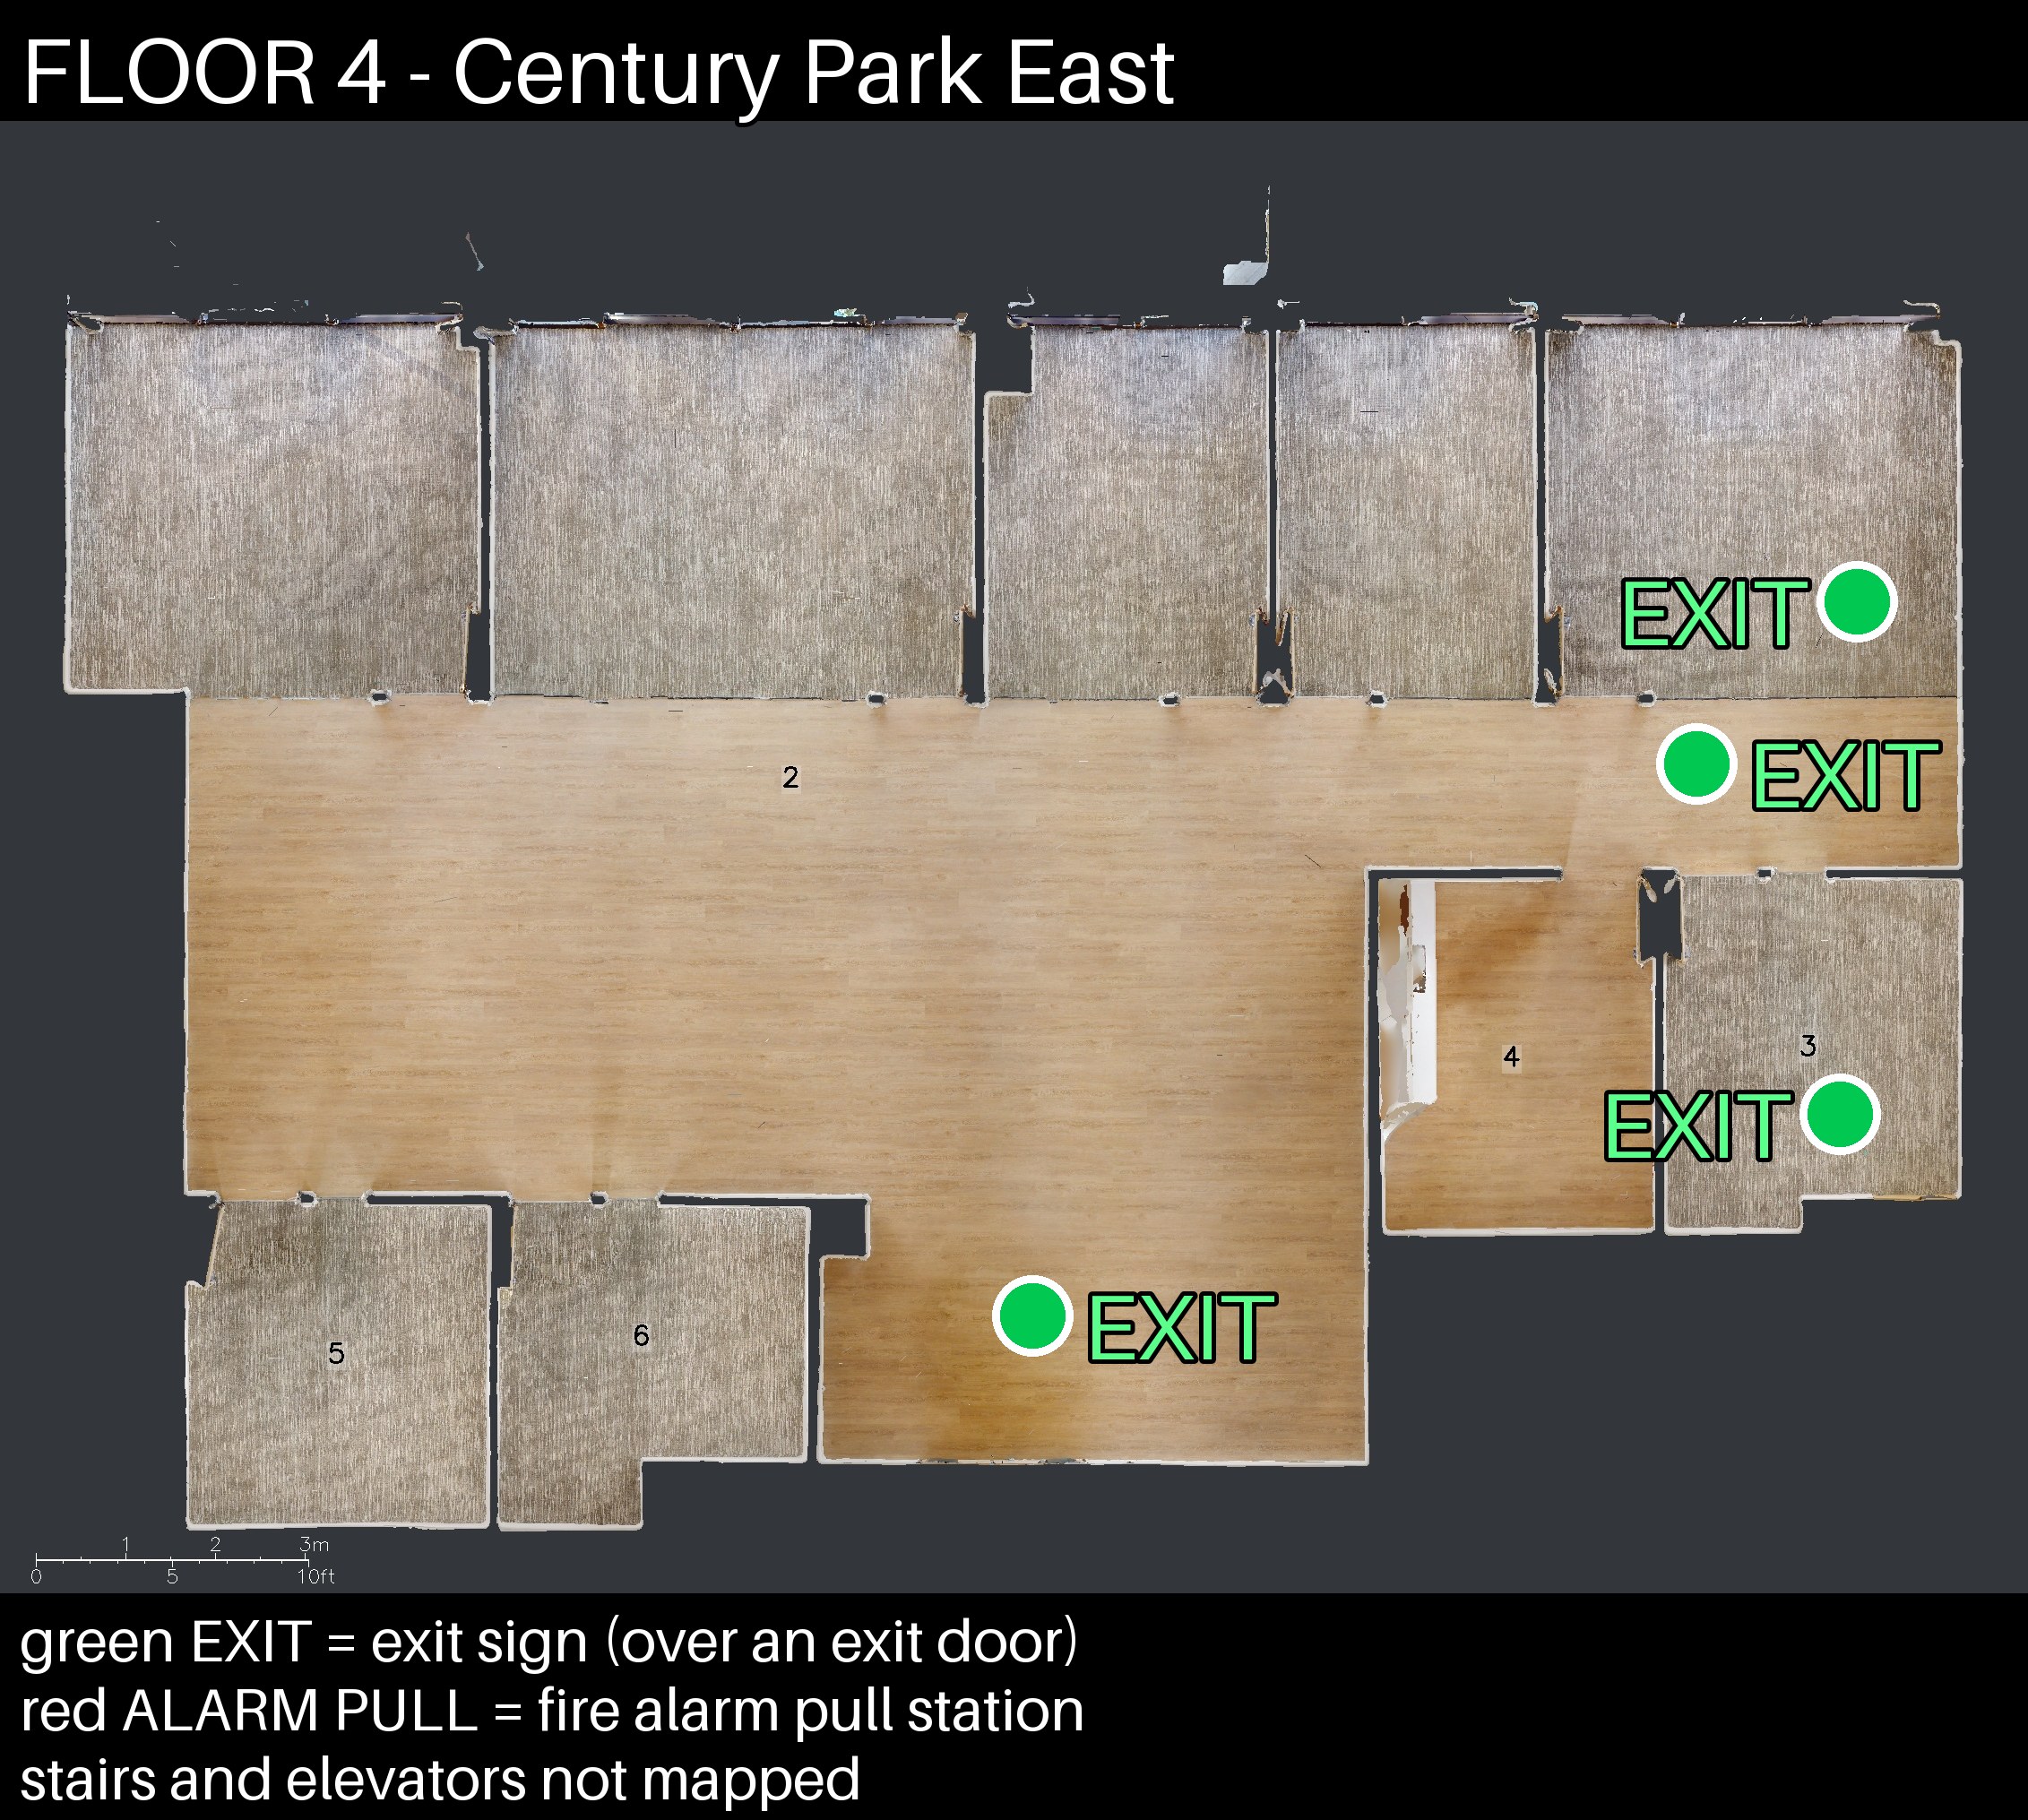 FLOOR 4 - Century Park East
EXIT
2
EXIT
3
4
EXIT
EXIT
6
5
1 2 3m
0 5 10ft
green EXIT = exit sign (over an exit door)
red ALARM PULL = fire alarm pull station
stairs and elevators not mapped